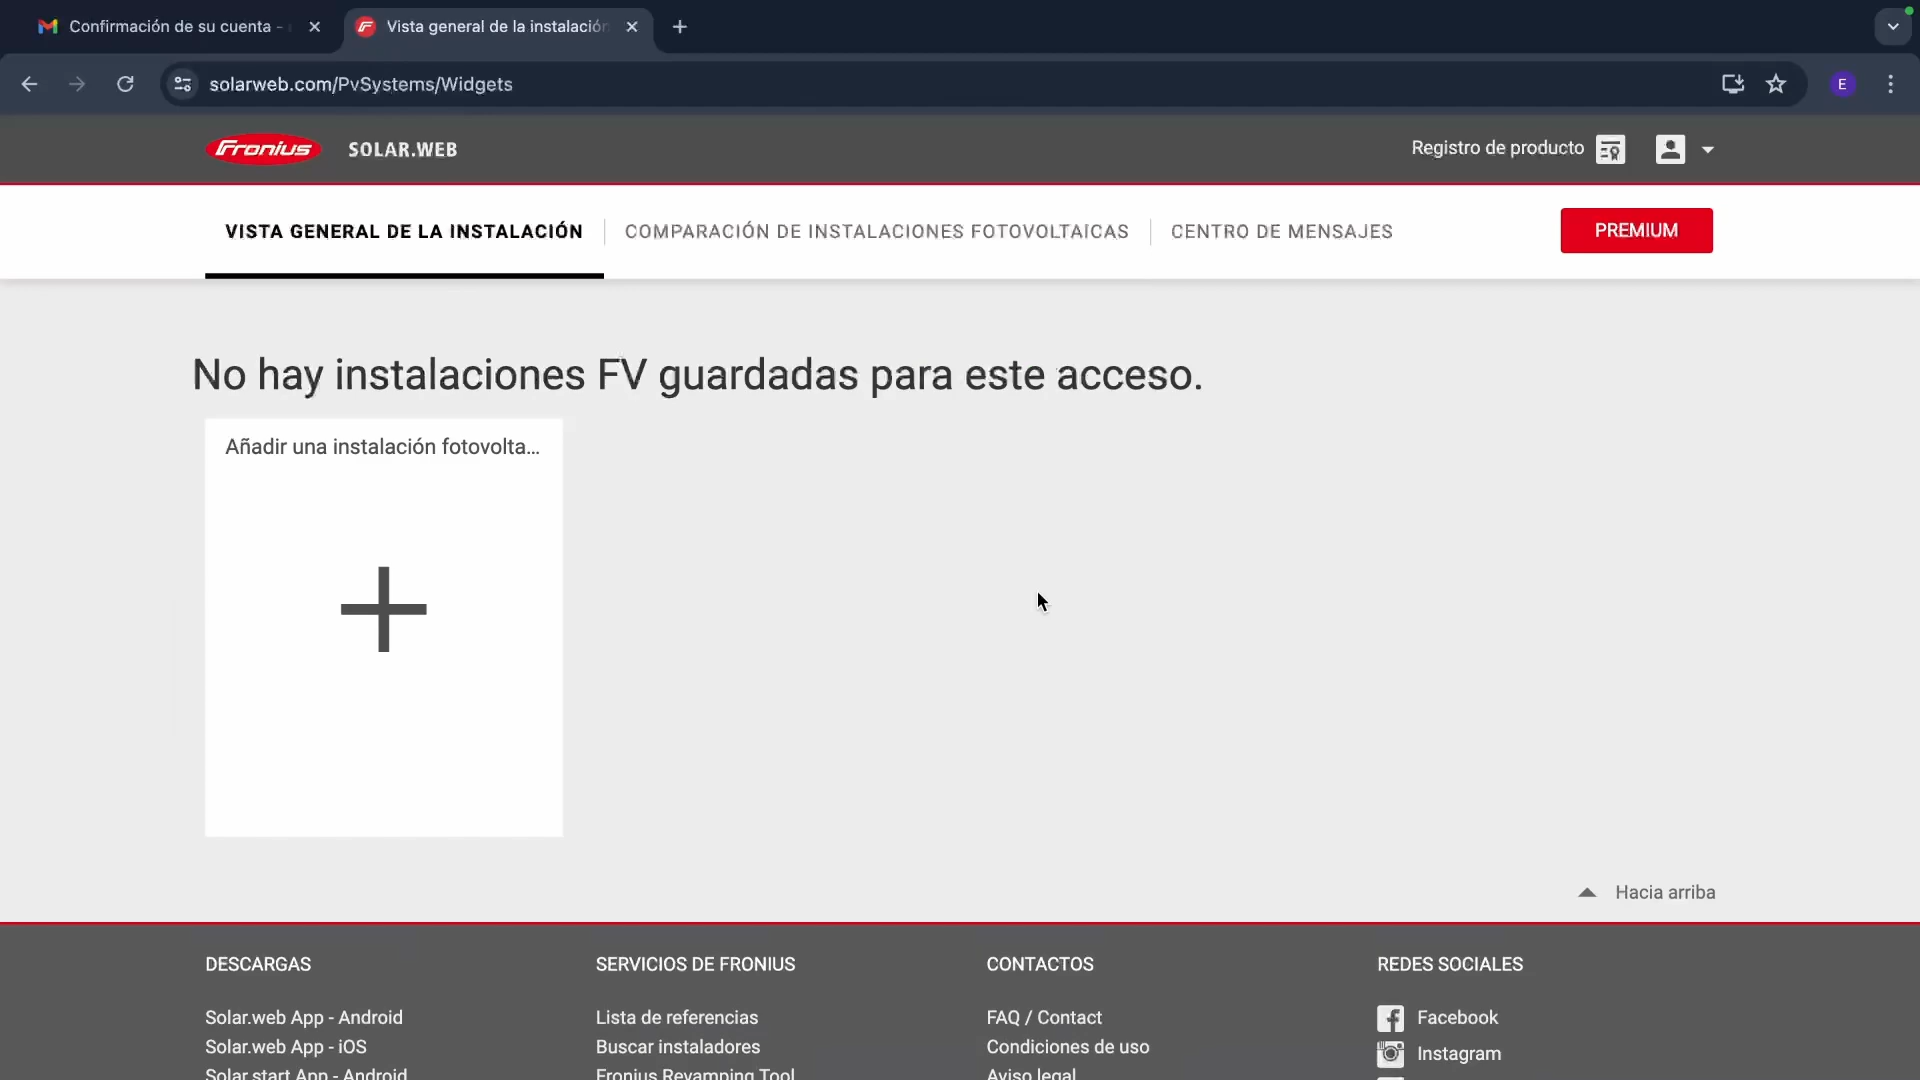 Confirmación de su cuenta -
Vista general de la instalación
solarweb.com/PvSystems/Widgets
E
Fronius
SOLAR.WEB
Registro de producto
VISTA GENERAL DE LA INSTALACIÓN
COMPARACIÓN DE INSTALACIONES FOTOVOLTAICAS
CENTRO DE MENSAJES
PREMIUM
No hay instalaciones FV guardadas para este acceso.
Añadir una instalación fotovolta...
Hacia arriba
DESCARGAS
Solar.web App - Android
Solar.web App - iOS
Solar.start App - Android
SERVICIOS DE FRONIUS
Lista de referencias
Buscar instaladores
Fronius Revamping Tool
CONTACTOS
FAQ / Contact
Condiciones de uso
Aviso legal
REDES SOCIALES
Facebook
Instagram